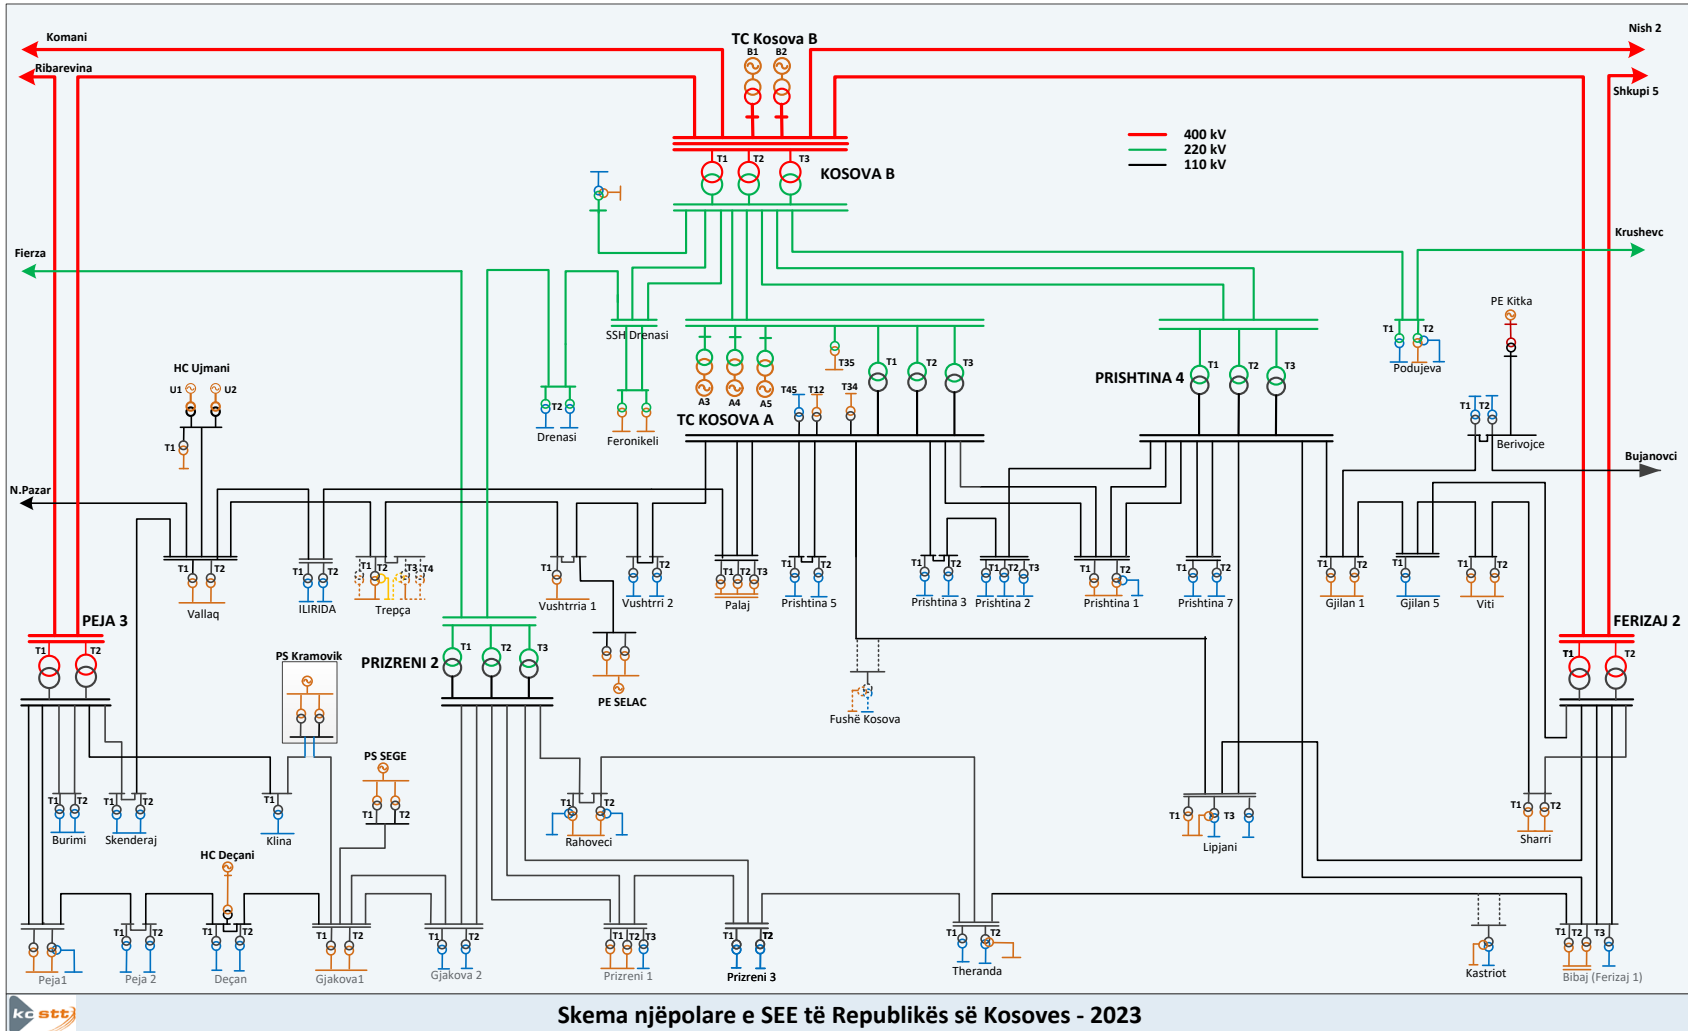 Komani
Ribarevina
TC Kosova B
B1 B2
Nish 2
Shkupi 5
400 kV
220 kV
110 kV
T1 T2 T3
KOSOVA B
Fierza
Krushevc
SSH Drenasi
PE Kitka
T1 T2
Podujeva
HC Ujmani
U1 U2
T1
T2
Drenasi
Feronikeli
A3 A4 A5
T35
T45 T12 T34
T1 T2 T3
TC KOSOVA A
PRISHTINA 4
T1 T2 T3
T1 T2
Berivojce
Bujanovci
N.Pazar
T1 T2
Vallaq
T1 T2
ILIRIDA
T1 T2 T3 T4
Trepça
T1
Vushtrria 1
T2
Vushtrri 2
T1 T2 T3
Palaj
T1 T2
Prishtina 5
T1 T2
Prishtina 3
T1 T2 T3
Prishtina 2
T1 T2
Prishtina 1
T1 T2
Prishtina 7
T1 T2
Gjilan 1
T1
Gjilan 5
T1 T2
Viti
PEJA 3
T1 T2
PS Kramovik
PRIZRENI 2
T1 T2 T3
PE SELAC
Fushë Kosova
FERIZAJ 2
T1 T2
PS SEGE
T1 T2
T1 T2
Burimi
T1 T2
Skenderaj
T1
Klina
T1 T2
Rahoveci
T1 T3
Lipjani
T1 T2
Sharri
HC Deçani
Peja1
T1 T2
Peja 2
T1 T2
Deçan
T1 T2
Gjakova1
T1 T2
Gjakova 2
T1 T2 T3
Prizreni 1
T1 T2
Prizreni 3
T1 T2
Theranda
Kastriot
T1 T2 T3
Bibaj (Ferizaj 1)
kostt
Skema njëpolare e SEE të Republikës së Kosoves - 2023